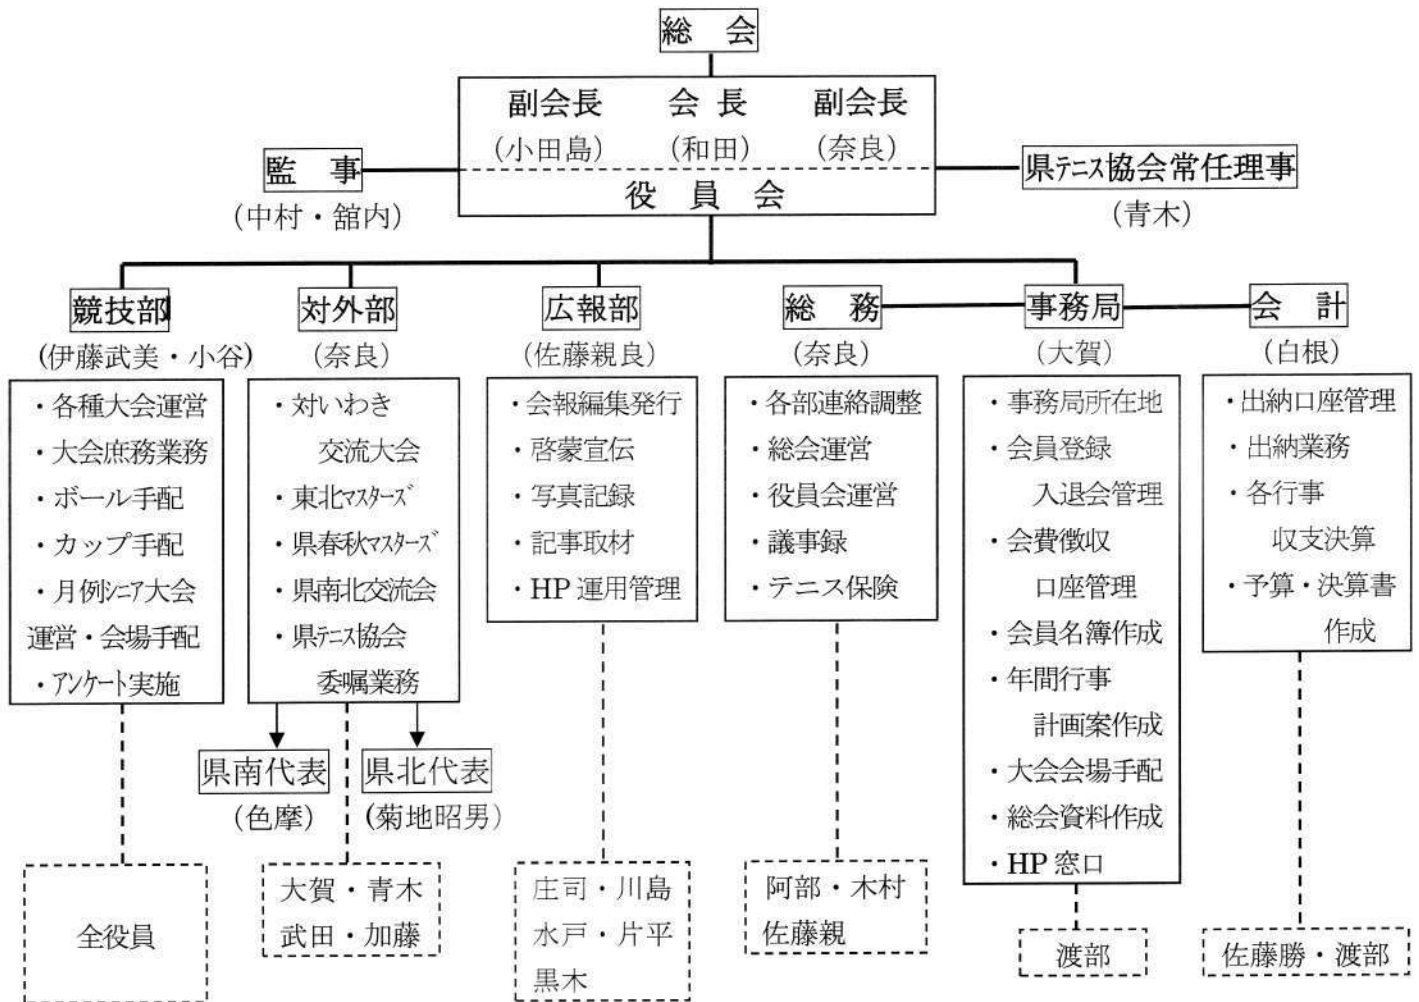 総 会
副会長 会 長 副会長
(小田島) (和田) (奈良)
役 員 会
監 事
(中村・舘内)
県テニス協会常任理事
(青木)
競技部
(伊藤武美・小谷)
・各種大会運営
・大会庶務業務
・ボール手配
・カップ手配
・月例シニア大会
運営・会場手配
・アンケート実施
全役員
対外部
(奈良)
・対いわき
交流大会
・東北マスターズ
・県春秋マスターズ
・県南北交流会
・県テニス協会
委嘱業務
県南代表
(色摩)
県北代表
(菊地昭男)
大賀・青木
武田・加藤
広報部
(佐藤親良)
・会報編集発行
・啓蒙宣伝
・写真記録
・記事取材
・HP 運用管理
庄司・川島
水戸・片平
黒木
総 務
(奈良)
・各部連絡調整
・総会運営
・役員会運営
・議事録
・テニス保険
阿部・木村
佐藤親
事務局
(大賀)
・事務局所在地
・会員登録
入退会管理
・会費徴収
口座管理
・会員名簿作成
・年間行事
計画案作成
・大会会場手配
・総会資料作成
・HP 窓口
渡部
会 計
(白根)
・出納口座管理
・出納業務
・各行事
収支決算
・予算・決算書
作成
佐藤勝・渡部